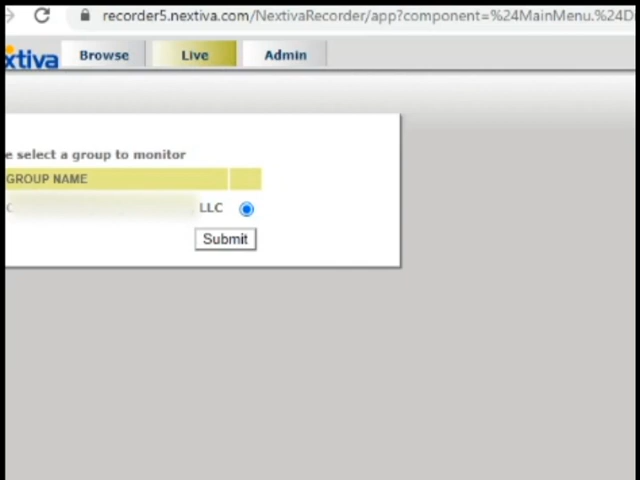 recorder5.nextiva.com/NextivaRecorder/app?component=%24MainMenu.%24D
xtiva
Browse
Live
Admin
e select a group to monitor
GROUP NAME
LLC
Submit